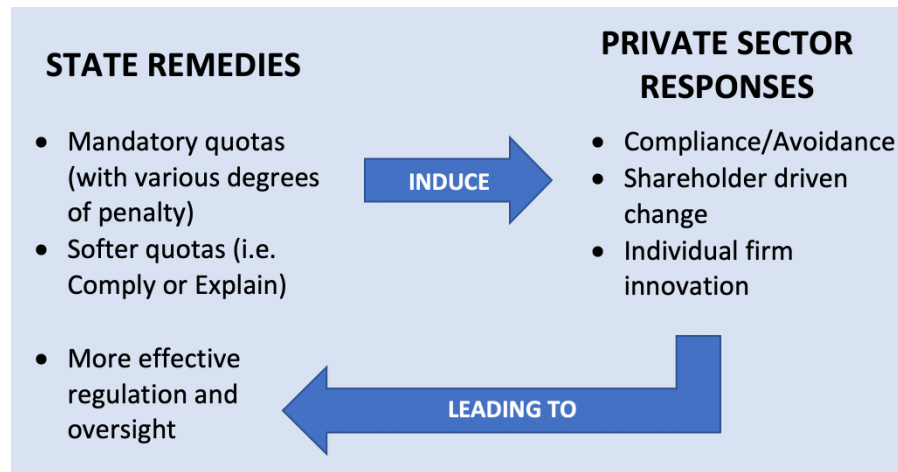 STATE REMEDIES
• Mandatory quotas
(with various degrees
of penalty)
• Softer quotas (i.e.
Comply or Explain)
INDUCE
PRIVATE SECTOR
RESPONSES
• Compliance/Avoidance
• Shareholder driven
change
• Individual firm
innovation
LEADING TO
• More effective
regulation and
oversight